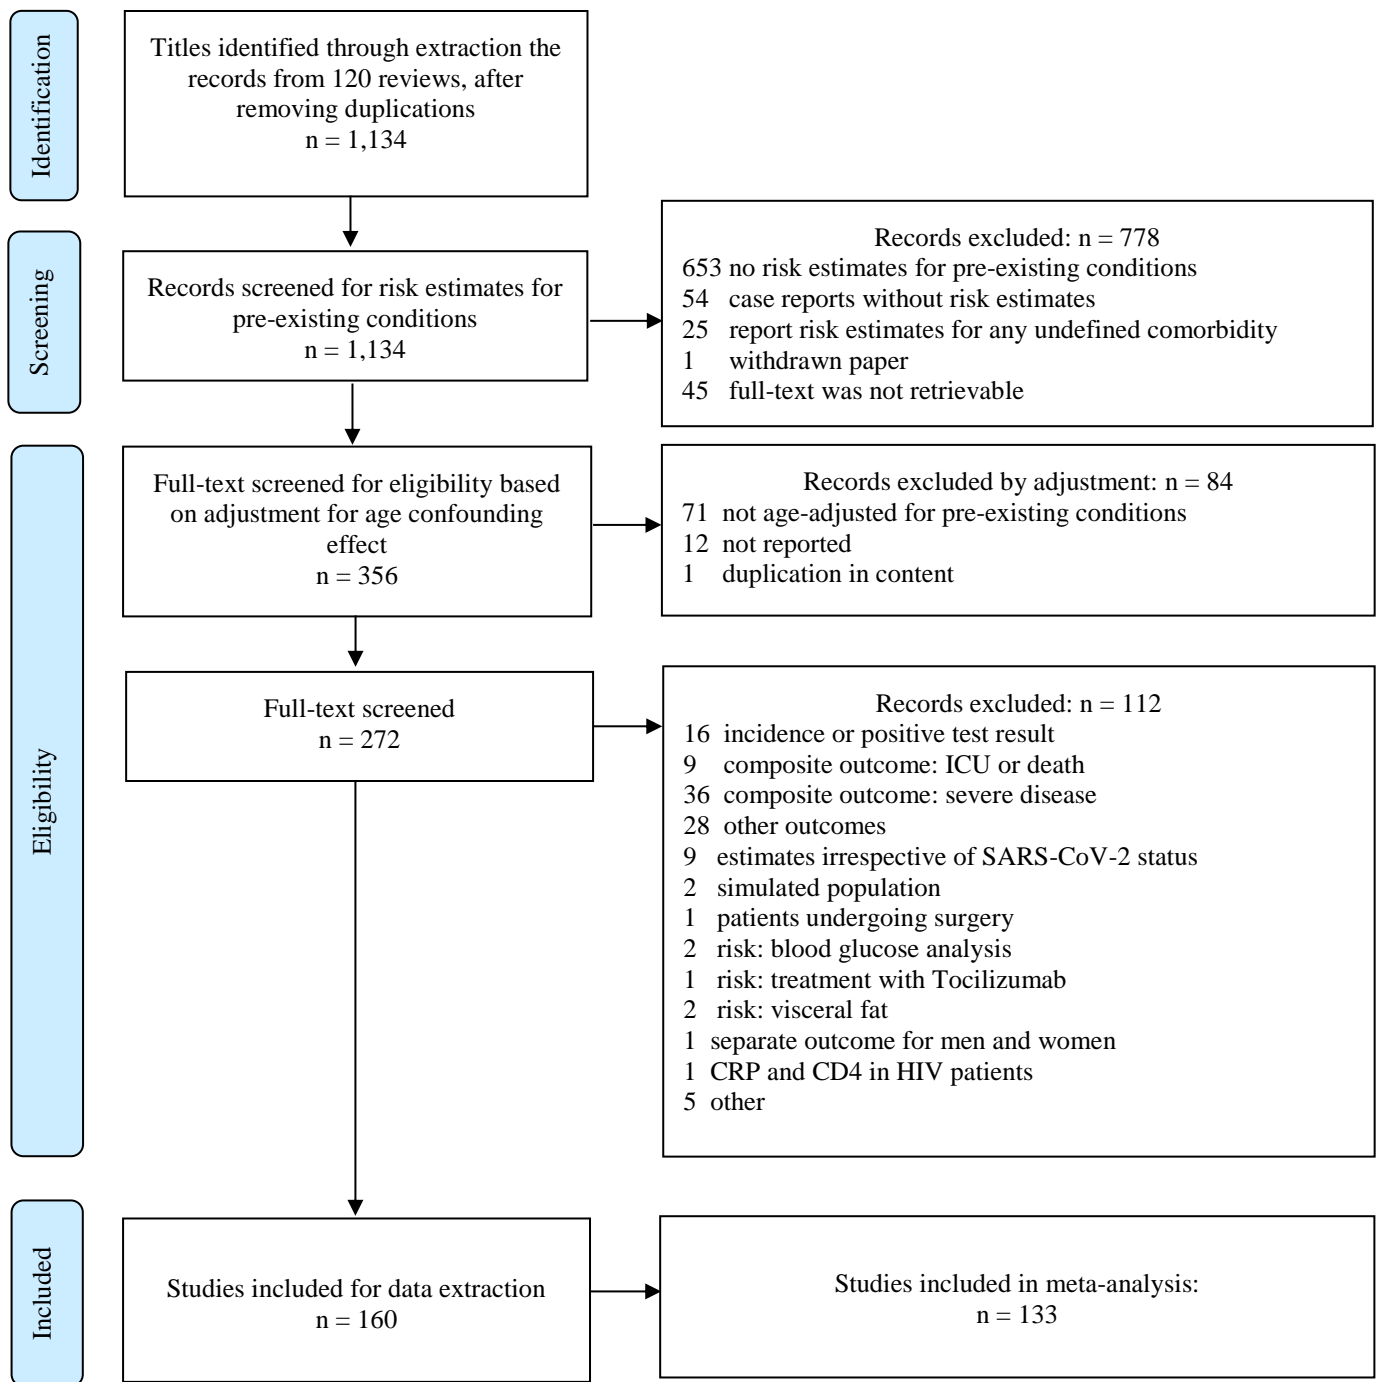 Identification
Titles identified through extraction the
records from 120 reviews, after
removing duplications
n = 1,134
Screening
Records screened for risk estimates for
pre-existing conditions
n = 1,134
Records excluded: n = 778
653 no risk estimates for pre-existing conditions
54 case reports without risk estimates
25 report risk estimates for any undefined comorbidity
1 withdrawn paper
45 full-text was not retrievable
Eligibility
Full-text screened for eligibility based
on adjustment for age confounding
effect
n = 356
Records excluded by adjustment: n = 84
71 not age-adjusted for pre-existing conditions
12 not reported
1 duplication in content
Full-text screened
n = 272
Records excluded: n = 112
16 incidence or positive test result
9 composite outcome: ICU or death
36 composite outcome: severe disease
28 other outcomes
9 estimates irrespective of SARS-CoV-2 status
2 simulated population
1 patients undergoing surgery
2 risk: blood glucose analysis
1 risk: treatment with Tocilizumab
2 risk: visceral fat
1 separate outcome for men and women
1 CRP and CD4 in HIV patients
5 other
Included
Studies included for data extraction
n = 160
Studies included in meta-analysis:
n = 133